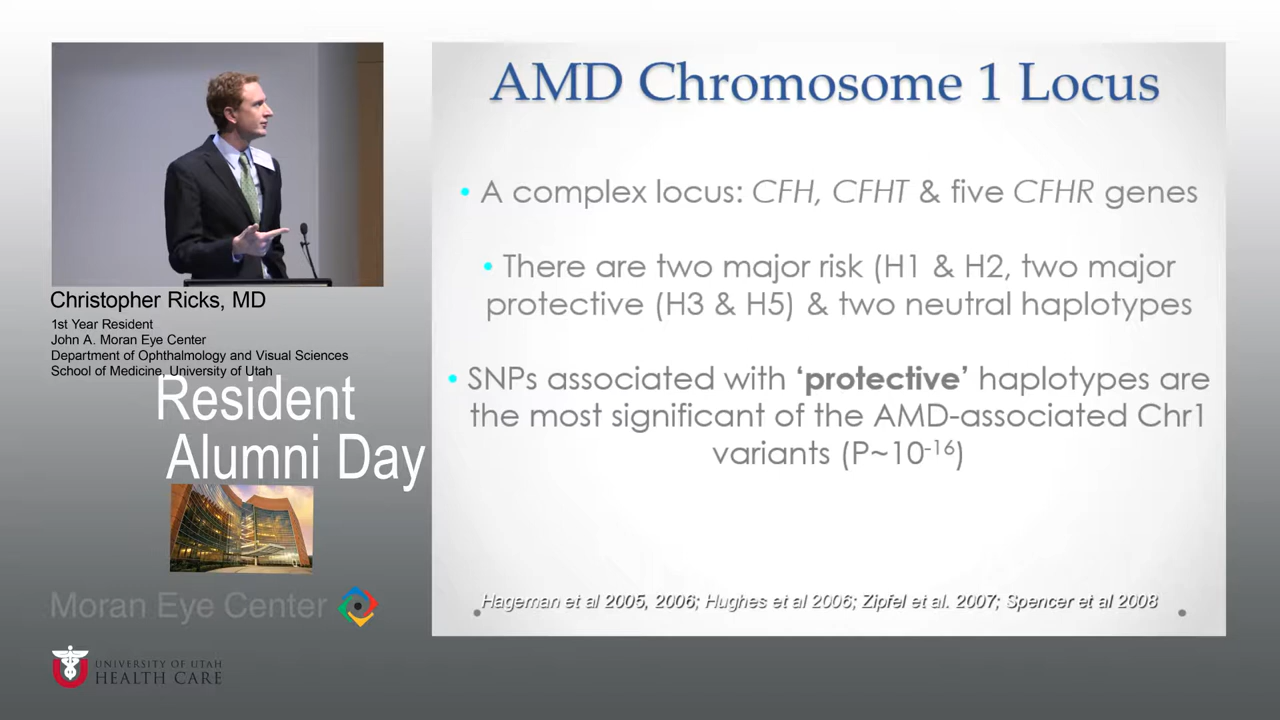 AMD Chromosome 1 Locus
• A complex locus: CFH, CFHT & five CFHR genes
• There are two major risk (H1 & H2, two major
protective (H3 & H5) & two neutral haplotypes
• SNPs associated with ‘protective’ haplotypes are
the most significant of the AMD-associated Chr1
variants (P~10-16)
Hageman et al 2005, 2006; Hughes et al 2006; Zipfel et al. 2007; Spencer et al 2008
Christopher Ricks, MD
1st Year Resident
John A. Moran Eye Center
Department of Ophthalmology and Visual Sciences
School of Medicine, University of Utah
Resident
Alumni Day
Moran Eye Center
UNIVERSITY OF UTAH
HEALTH CARE